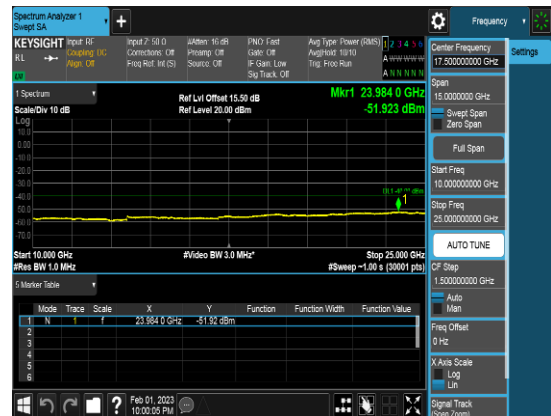 Spectrum Analyzer 1
Swept SA
Frequency
KEYSIGHT
RL
Input: RF
Coupling: DC
Align: Off
Input Z: 50 Ω
Corrections: Off
Freq Ref: Int (S)
#Atten: 16 dB
Preamp: Off
Source: Off
PNO: Fast
Gate: Off
IF Gain: Low
Sig Track: Off
Avg Type: Power (RMS)
Avg|Hold: 10/10
Trig: Free Run
1 2 3 4 5 6
A W W W W W
A N N N N N
1 Spectrum
Scale/Div 10 dB
Ref Lvl Offset 15.50 dB
Ref Level 20.00 dBm
Mkr1 23.984 0 GHz
-51.923 dBm
Log
10.0
0.00
-10.0
-20.0
-30.0
-40.0
-50.0
-60.0
-70.0
1
Start 10.000 GHz
#Res BW 1.0 MHz
#Video BW 3.0 MHz*
Stop 25.000 GHz
#Sweep ~1.00 s (30001 pts)
5 Marker Table
Mode Trace Scale X Y Function Function Width Function Value
1 N 1 f 23.984 0 GHz -51.92 dBm
2
3
4
5
6
Feb 01, 2023
10:00:05 PM
Center Frequency
17.500000000 GHz
Span
15.0000000 GHz
Swept Span
Zero Span
Full Span
Start Freq
10.000000000 GHz
Stop Freq
25.000000000 GHz
AUTO TUNE
CF Step
1.500000000 GHz
Auto
Man
Freq Offset
0 Hz
X Axis Scale
Log
Lin
Signal Track
(Span Zoom)
Settings